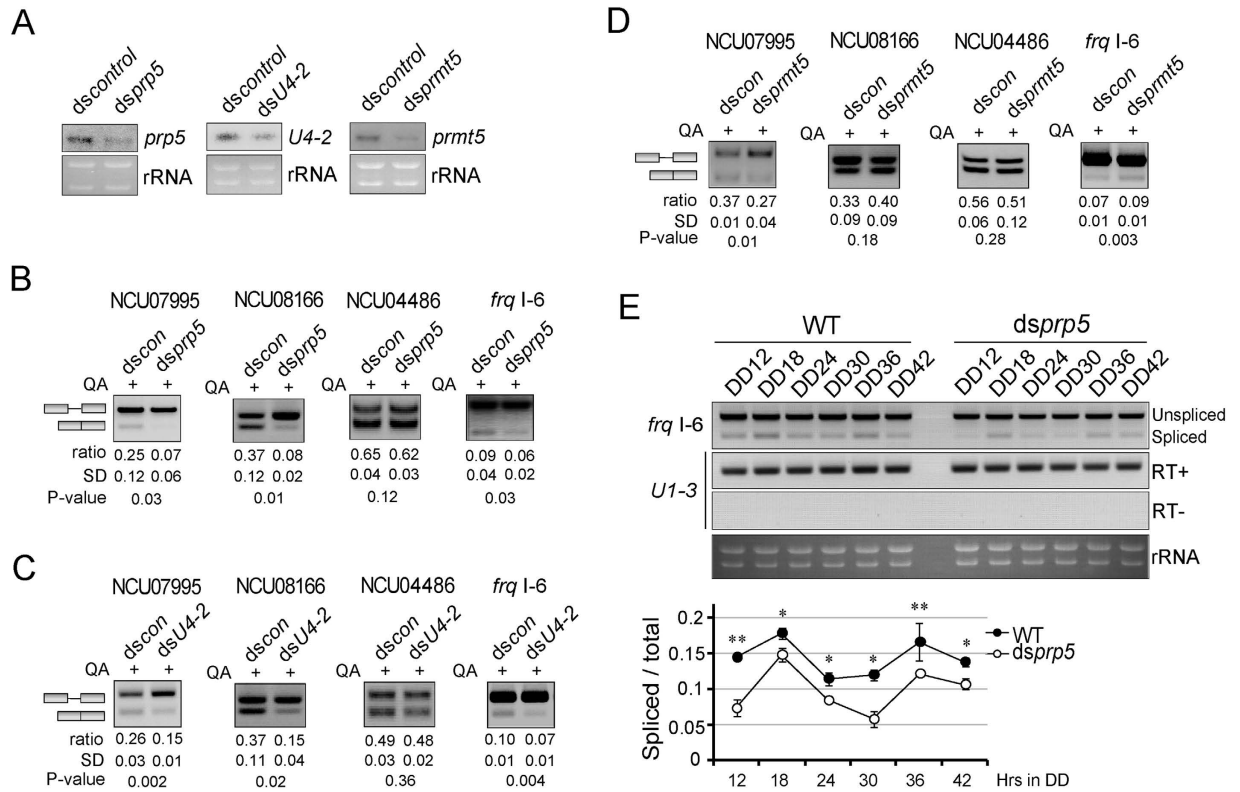 A
dscontrol dsprp5
prp5
rRNA
dscontrol dsU4-2
U4-2
rRNA
dscontrol dsprmt5
prmt5
rRNA
B
NCU07995 NCU08166 NCU04486 frq I-6
dscon dsprp5 dscon dsprp5 dscon dsprp5 dscon dsprp5
QA + + QA + + QA + + QA + +
ratio 0.25 0.07 0.37 0.08 0.65 0.62 0.09 0.06
SD 0.12 0.06 0.12 0.02 0.04 0.03 0.04 0.02
P-value 0.03 0.01 0.12 0.03
C
NCU07995 NCU08166 NCU04486 frq I-6
dscon dsU4-2 dscon dsU4-2 dscon dsU4-2 dscon dsU4-2
QA + + QA + + QA + + QA + +
ratio 0.26 0.15 0.37 0.15 0.49 0.48 0.10 0.07
SD 0.03 0.01 0.11 0.04 0.03 0.02 0.01 0.01
P-value 0.002 0.02 0.36 0.004
D
NCU07995 NCU08166 NCU04486 frq I-6
dscon dsprmt5 dscon dsprmt5 dscon dsprmt5 dscon dsprmt5
QA + + QA + + QA + + QA + +
ratio 0.37 0.27 0.33 0.40 0.56 0.51 0.07 0.09
SD 0.01 0.04 0.09 0.09 0.06 0.12 0.01 0.01
P-value 0.01 0.18 0.28 0.003
E
WT dsprp5
DD12 DD18 DD24 DD30 DD36 DD42 DD12 DD18 DD24 DD30 DD36 DD42
frq I-6 Unspliced
Spliced
U1-3 RT+
RT-
rRNA
Spliced / total
0.2
0.15
0.1
0.05
0
** * * * ** *
WT
dsprp5
12 18 24 30 36 42 Hrs in DD